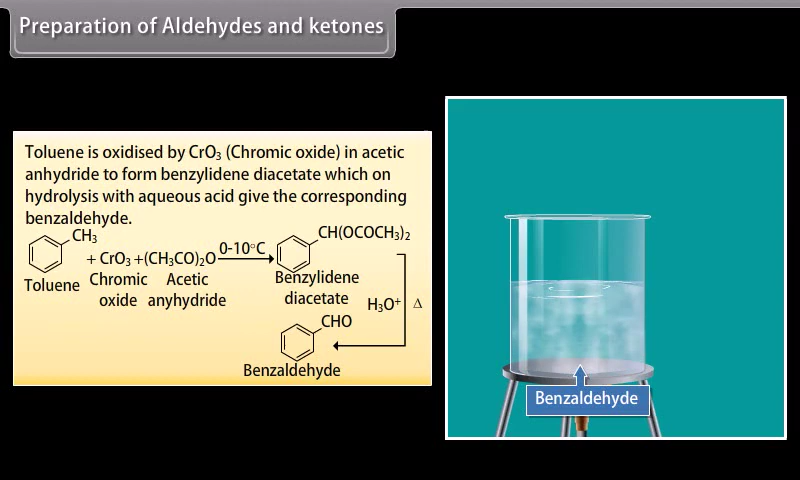 Preparation of Aldehydes and ketones
Toluene is oxidised by CrO₃ (Chromic oxide) in acetic
anhydride to form benzylidene diacetate which on
hydrolysis with aqueous acid give the corresponding
benzaldehyde.
CH₃
+ CrO₃ +(CH₃CO)₂O
0-10°C
CH(OCOCH₃)₂
Toluene
Chromic
oxide
Acetic
anyhydride
Benzylidene
diacetate
H₃O⁺
Δ
CHO
Benzaldehyde
Benzaldehyde